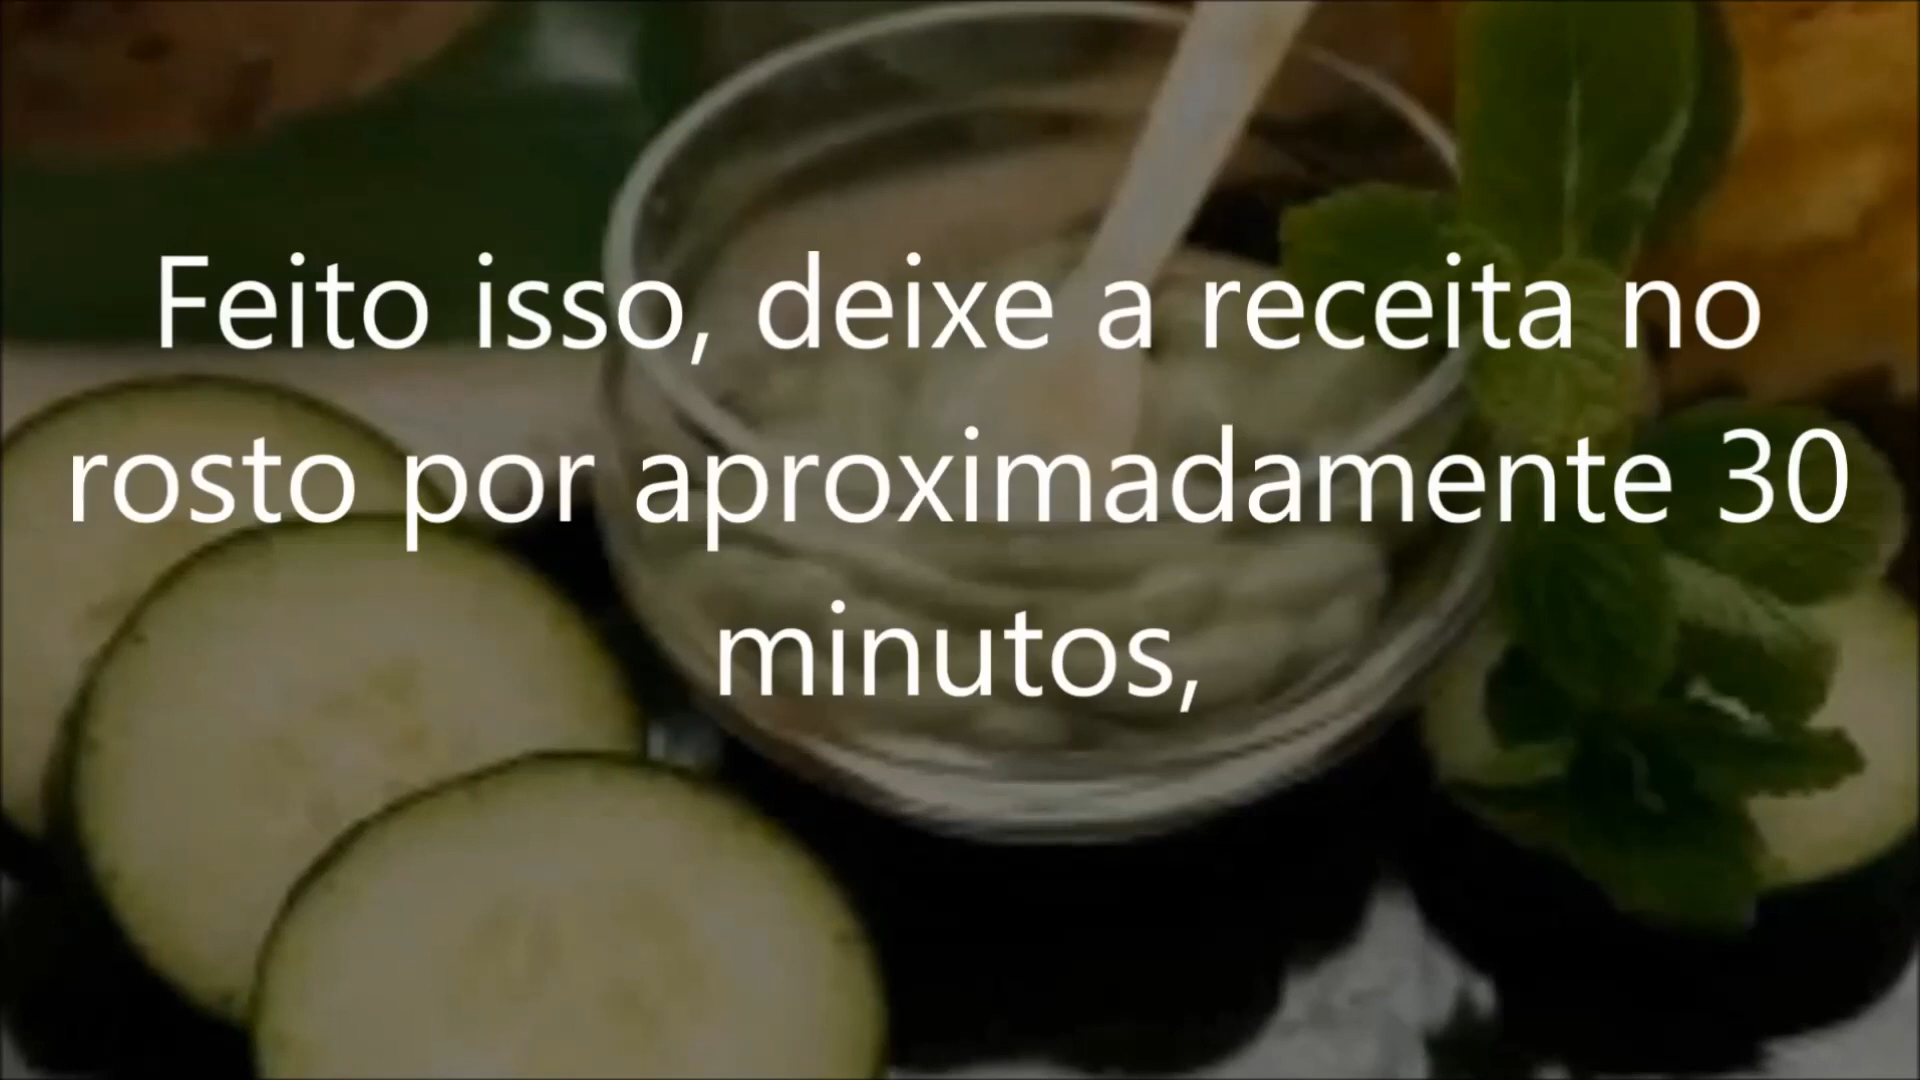 Feito isso, deixe a receita no
rosto por aproximadamente 30
minutos,